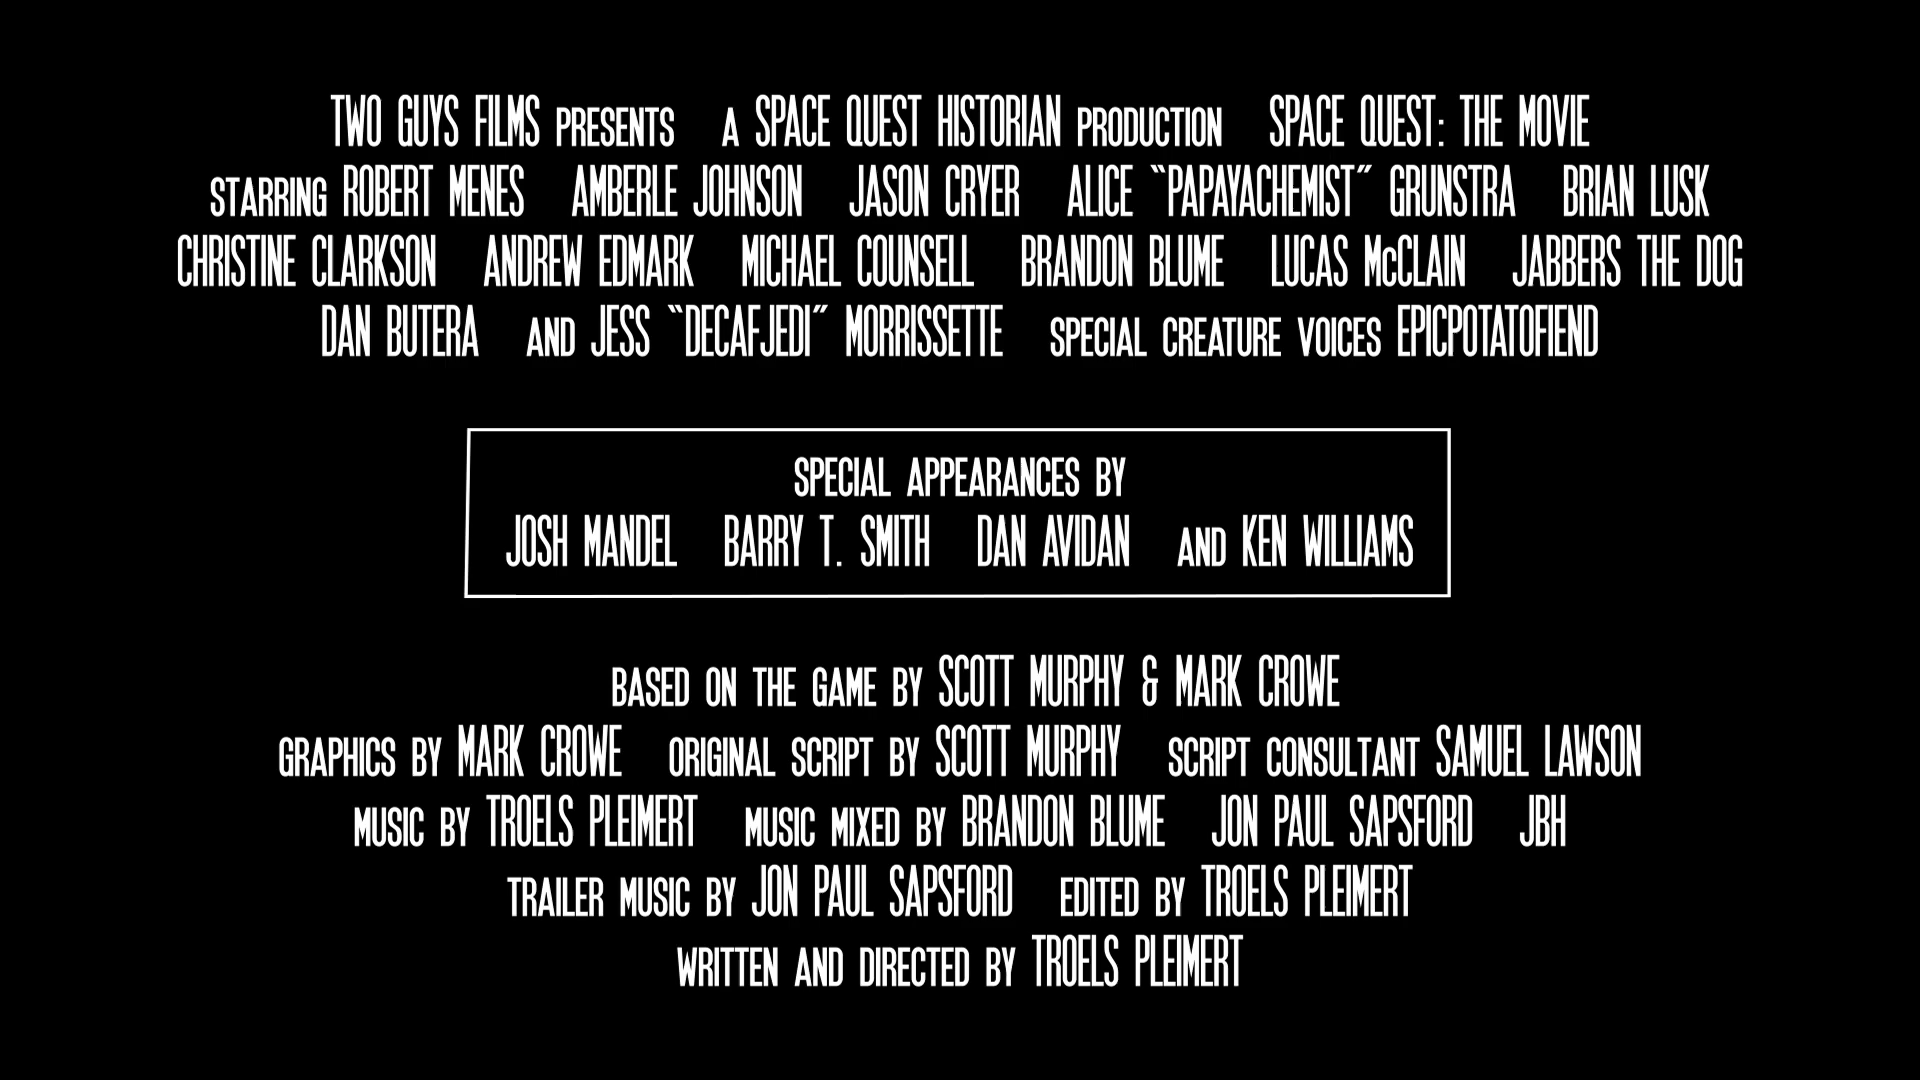 TWO GUYS FILMS PRESENTS A SPACE QUEST HISTORIAN PRODUCTION SPACE QUEST: THE MOVIE
STARRING ROBERT MENES AMBERLE JOHNSON JASON CRYER ALICE "PAPAYACHEMIST" GRUNSTRA BRIAN LUSK
CHRISTINE CLARKSON ANDREW EDMARK MICHAEL COUNSELL BRANDON BLUME LUCAS McCLAIN JABBERS THE DOG
DAN BUTERA AND JESS "DECAFJEDI" MORRISSETTE SPECIAL CREATURE VOICES EPICPOTATOFIEND
SPECIAL APPEARANCES BY
JOSH MANDEL BARRY T. SMITH DAN AVIDAN AND KEN WILLIAMS
BASED ON THE GAME BY SCOTT MURPHY & MARK CROWE
GRAPHICS BY MARK CROWE ORIGINAL SCRIPT BY SCOTT MURPHY SCRIPT CONSULTANT SAMUEL LAWSON
MUSIC BY TROELS PLEIMERT MUSIC MIXED BY BRANDON BLUME JON PAUL SAPSFORD JBH
TRAILER MUSIC BY JON PAUL SAPSFORD EDITED BY TROELS PLEIMERT
WRITTEN AND DIRECTED BY TROELS PLEIMERT